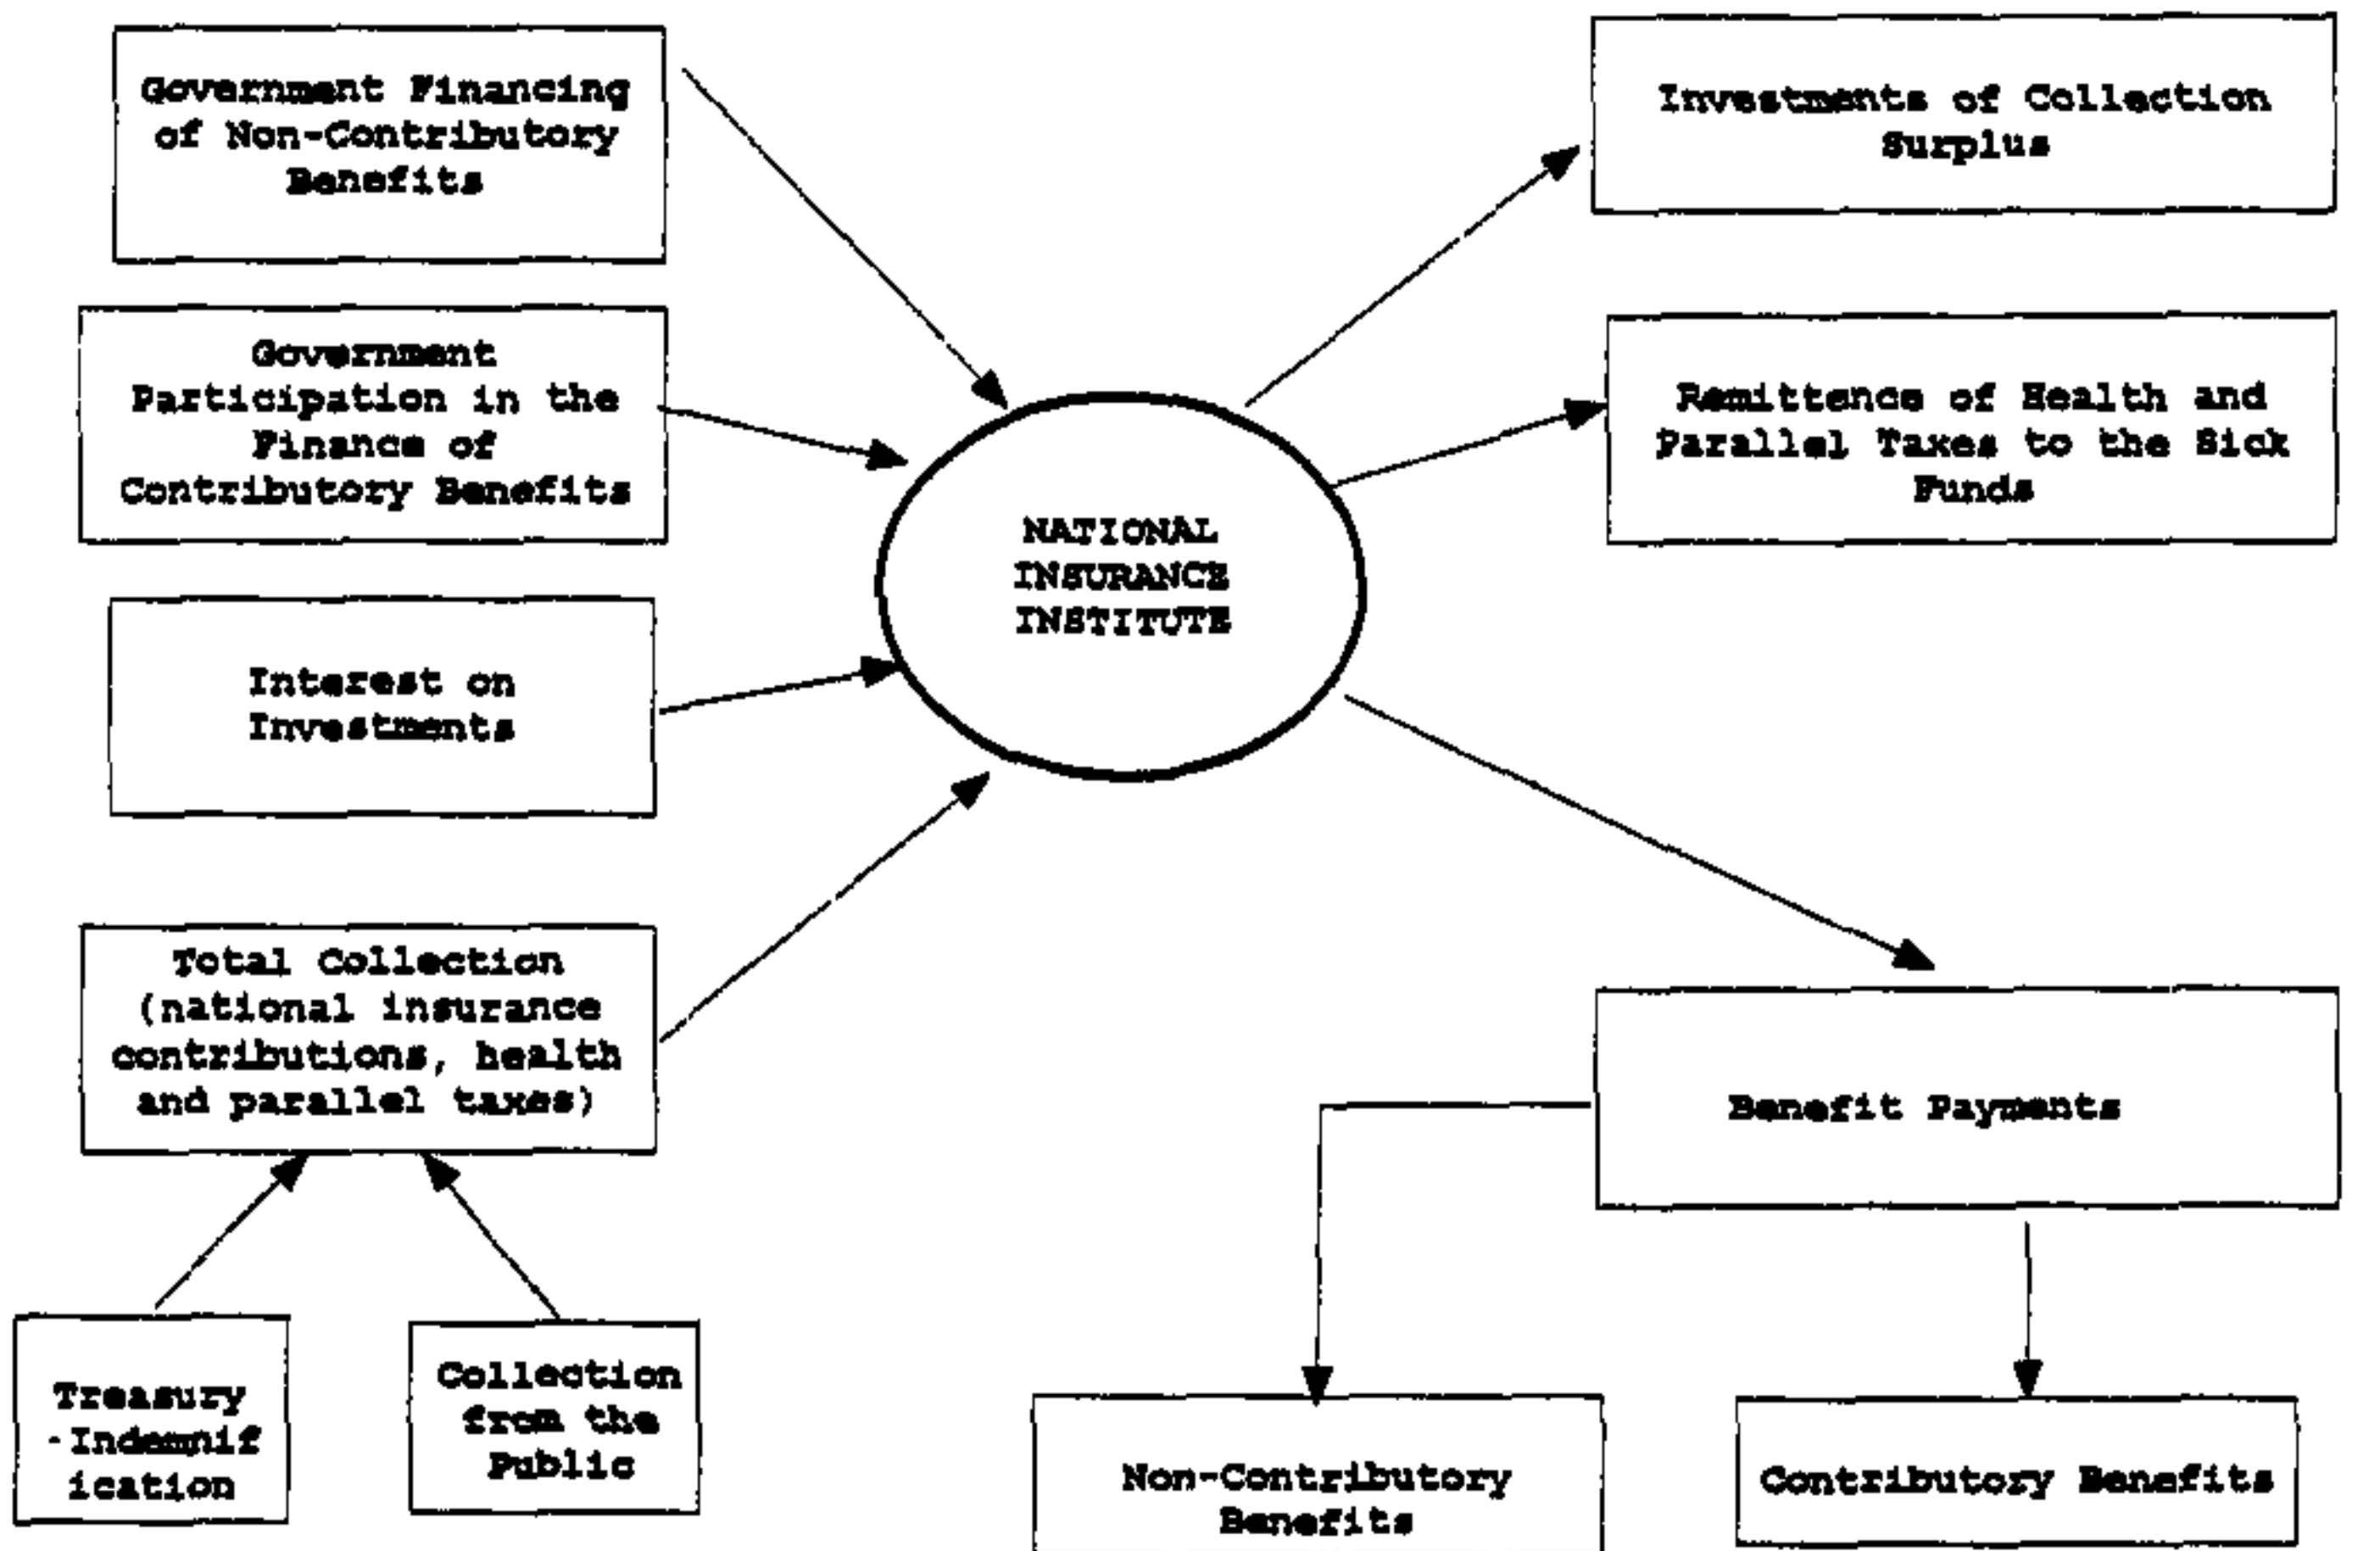 Government Financing
of Non-Contributory
Benefits
Government
Participation in the
Finance of
Contributory Benefits
Interest on
Investments
Total Collection
(national insurance
contributions, health
and parallel taxes)
Treasury
-Indemnif
ication
Collection
from the
Public
NATIONAL
INSURANCE
INSTITUTE
Investments of Collection
Surplus
Remittence of Health and
Parallel Taxes to the Sick
Funds
Benefit Payments
Non-Contributory
Benefits
Contributory Benefits